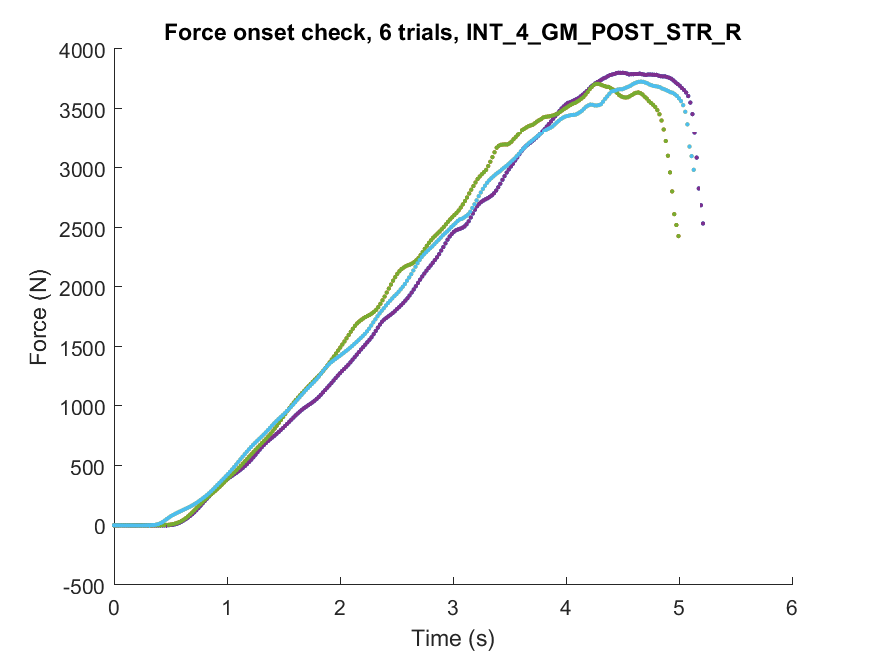 Force onset check, 6 trials, INT_4_GM_POST_STR_R
4000
3500
3000
2500
2000
1500
1000
500
0
-500
Force (N)
0 1 2 3 4 5 6
Time (s)